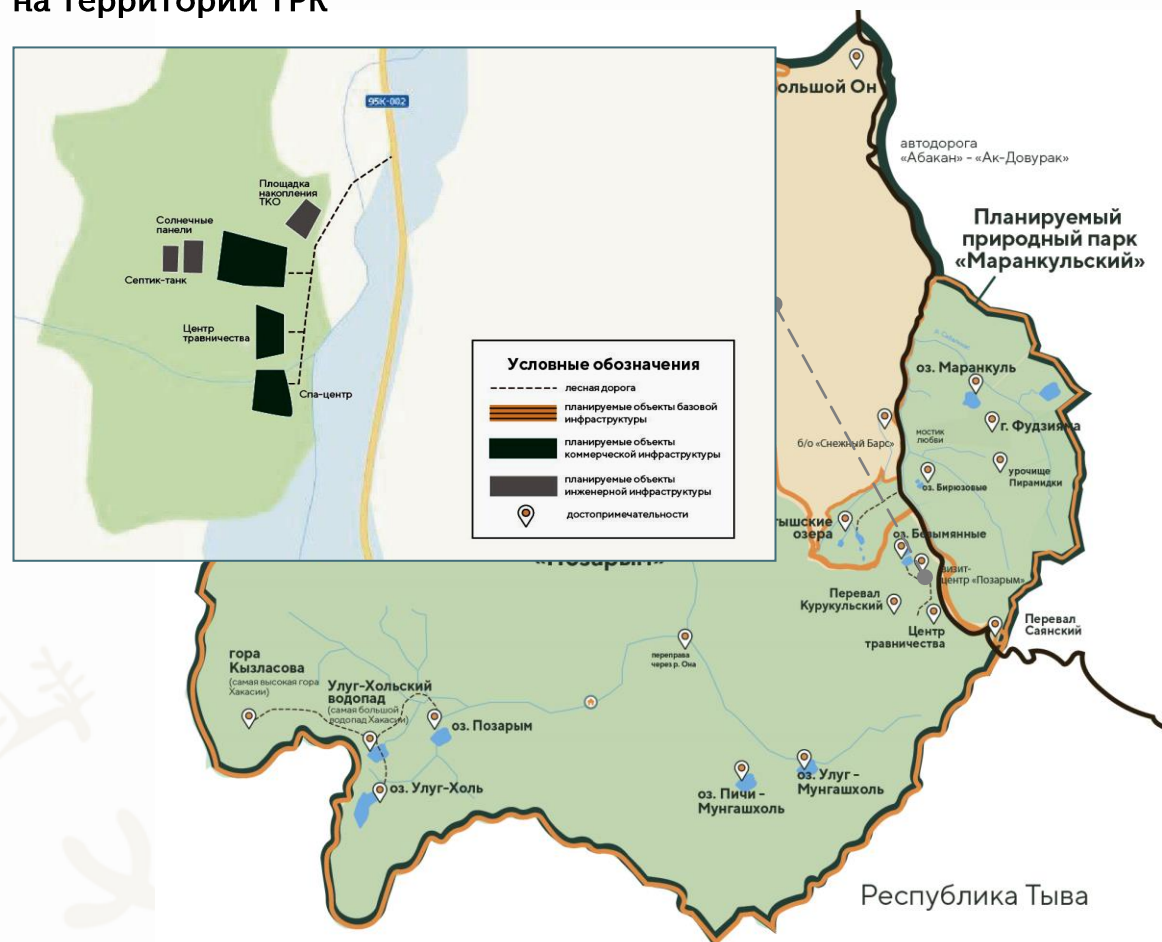 на территории ТРК
95К-002
Площадка
накопления
ТКО
Солнечные
панели
Септик-танк
Центр
травничества
Спа-центр
Условные обозначения
лесная дорога
планируемые объекты базовой
инфраструктуры
планируемые объекты
коммерческой инфраструктуры
планируемые объекты
инженерной инфраструктуры
достопримечательности
ольшой Он
автодорога
«Абакан» - «Ак-Довурак»
Планируемый
природный парк
«Маранкульский»
оз. Маранкуль
г. Фудзияма
мостик
любви
б/о «Снежный Барс»
урочище
Пирамидки
оз. Бирюзовые
тышские
озера
оз. Безымянные
визит-
центр «Позарым»
«Позарым»
Перевал
Курукульский
Центр
травничества
Перевал
Саянский
переправа
через р. Она
гора
Кызласова
(самая высокая гора
Хакасии)
Улуг-Хольский
водопад
(самая большой
водопад Хакасии)
оз. Позарым
оз. Улуг-Холь
оз. Пичи -
Мунгашхоль
оз. Улуг -
Мунгашхоль
Республика Тыва